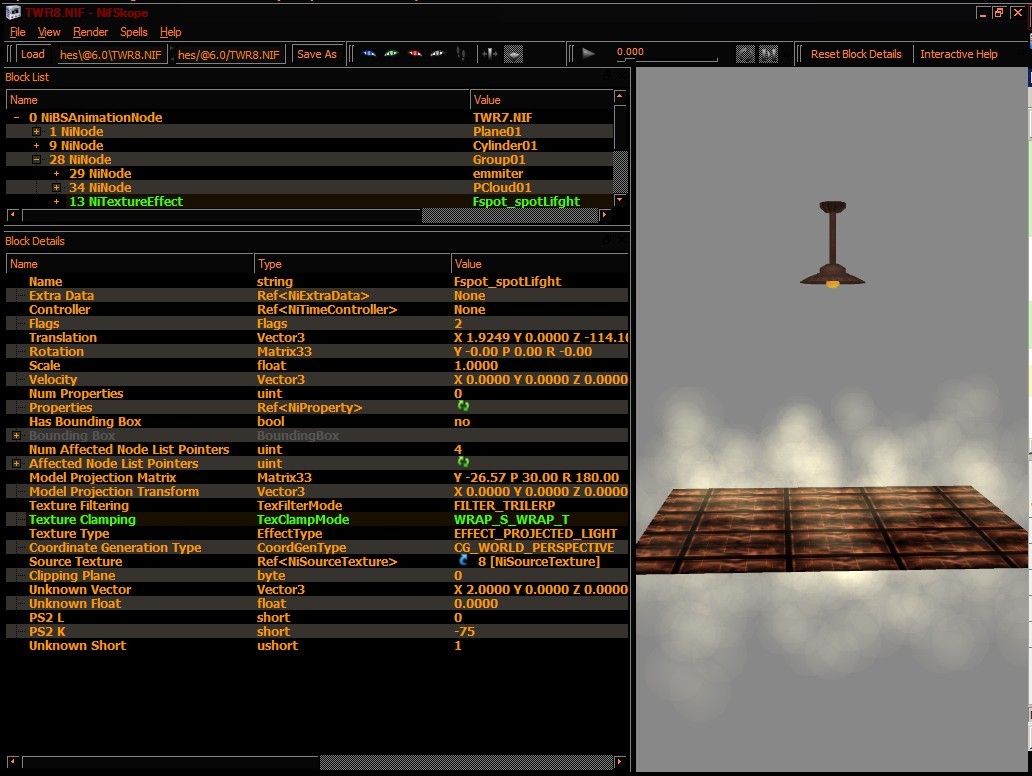 TWR8.NIF - NifSkope
File View Render Spells Help
Load hes\@6.0\TWR8.NIF hes/@6.0/TWR8.NIF Save As 0.000 Reset Block Details Interactive Help
Block List
Name Value
0 NiBSAnimationNode TWR7.NIF
1 NiNode Plane01
9 NiNode Cylinder01
28 NiNode Group01
29 NiNode emmiter
34 NiNode PCloud01
13 NiTextureEffect Fspot_spotLifght
Block Details
Name Type Value
Name string Fspot_spotLifght
Extra Data Ref<NiExtraData> None
Controller Ref<NiTimeController> None
Flags Flags 2
Translation Vector3 X 1.9249 Y 0.0000 Z -114.10
Rotation Matrix33 Y -0.00 P 0.00 R -0.00
Scale float 1.0000
Velocity Vector3 X 0.0000 Y 0.0000 Z 0.0000
Num Properties uint 0
Properties Ref<NiProperty>
Has Bounding Box bool no
Bounding Box BoundingBox
Num Affected Node List Pointers uint 4
Affected Node List Pointers uint
Model Projection Matrix Matrix33 Y -26.57 P 30.00 R 180.00
Model Projection Transform Vector3 X 0.0000 Y 0.0000 Z 0.0000
Texture Filtering TexFilterMode FILTER_TRILERP
Texture Clamping TexClampMode WRAP_S_WRAP_T
Texture Type EffectType EFFECT_PROJECTED_LIGHT
Coordinate Generation Type CoordGenType CG_WORLD_PERSPECTIVE
Source Texture Ref<NiSourceTexture> 8 [NiSourceTexture]
Clipping Plane byte 0
Unknown Vector Vector3 X 2.0000 Y 0.0000 Z 0.0000
Unknown Float float 0.0000
PS2 L short 0
PS2 K short -75
Unknown Short ushort 1